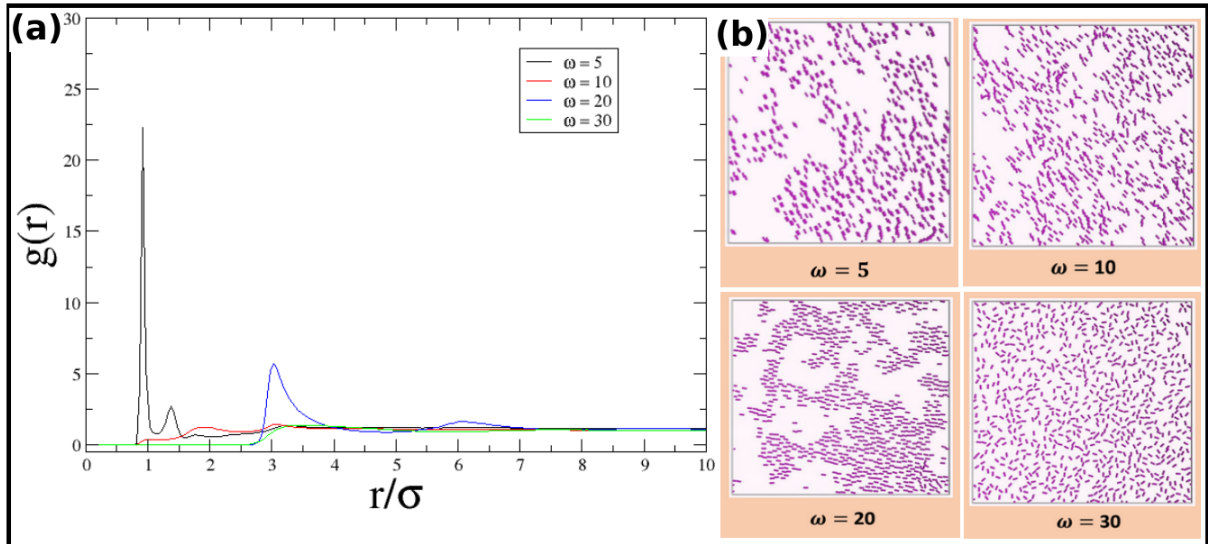 (a)
30
25
20
15
10
5
0
g(r)
0 1 2 3 4 5 6 7 8 9 10
r/σ
ω = 5
ω = 10
ω = 20
ω = 30
(b)
ω = 5
ω = 10
ω = 20
ω = 30